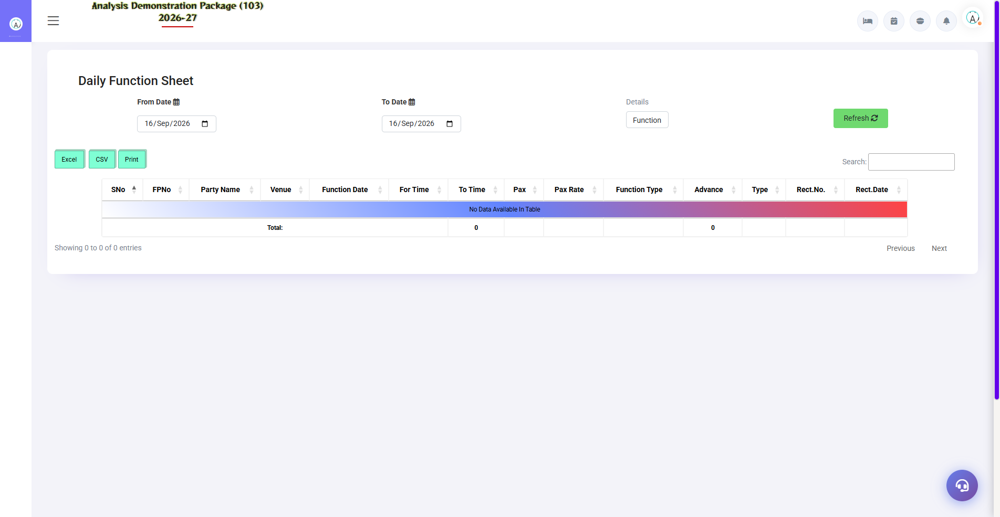 Analysis Demonstration Package (103)
2026-27
Daily Function Sheet
From Date
To Date
Details
16/Sep/2026
16/Sep/2026
Function
Refresh
Excel
CSV
Print
Search:
SNo
FPNo
Party Name
Venue
Function Date
For Time
To Time
Pax
Pax Rate
Function Type
Advance
Type
Rect.No.
Rect.Date
No Data Available In Table
Total:
0
0
Showing 0 to 0 of 0 entries
Previous
Next